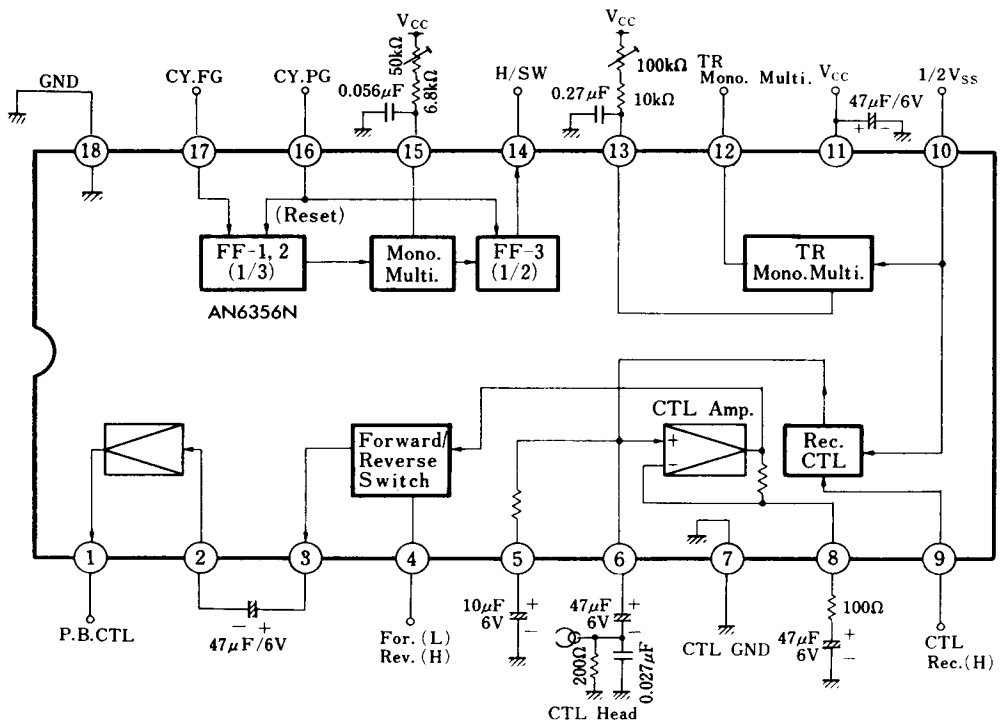 GND
CY.FG
CY.PG
VCC
50kΩ
6.8kΩ
0.056μF
H/SW
VCC
100kΩ
10kΩ
0.27μF
TR
Mono. Multi.
VCC
47μF/6V
+ −
1/2VSS
18
17
16
15
14
13
12
11
10
(Reset)
FF-1, 2
(1/3)
Mono.
Multi.
FF-3
(1/2)
TR
Mono.Multi.
AN6356N
Forward/
Reverse
Switch
CTL Amp.
+
−
Rec.
CTL
1
2
3
4
5
6
7
8
9
P.B.CTL
− +
47μF/6V
For.(L)
Rev.(H)
10μF
6V
+
−
47μF
6V
+
−
200Ω
0.027μF
CTL Head
CTL GND
100Ω
47μF
6V
+
−
CTL
Rec.(H)